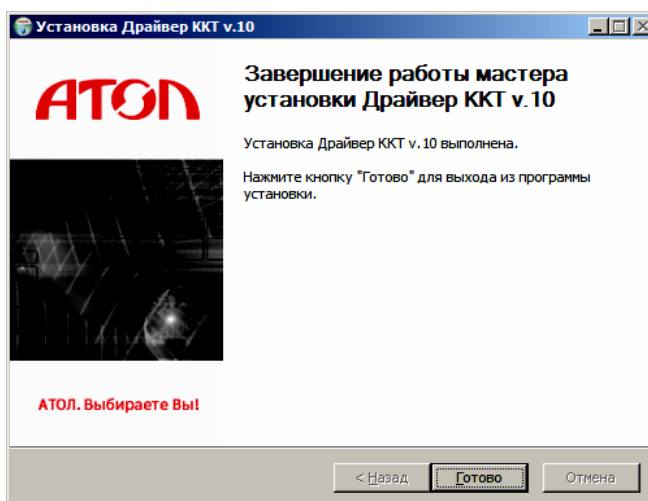 Установка Драйвер ККТ v.10
АТОЛ
Завершение работы мастера
установки Драйвер ККТ v.10
Установка Драйвер ККТ v.10 выполнена.
Нажмите кнопку "Готово" для выхода из программы
установки.
АТОЛ. Выбираете Вы!
< Назад
Готово
Отмена